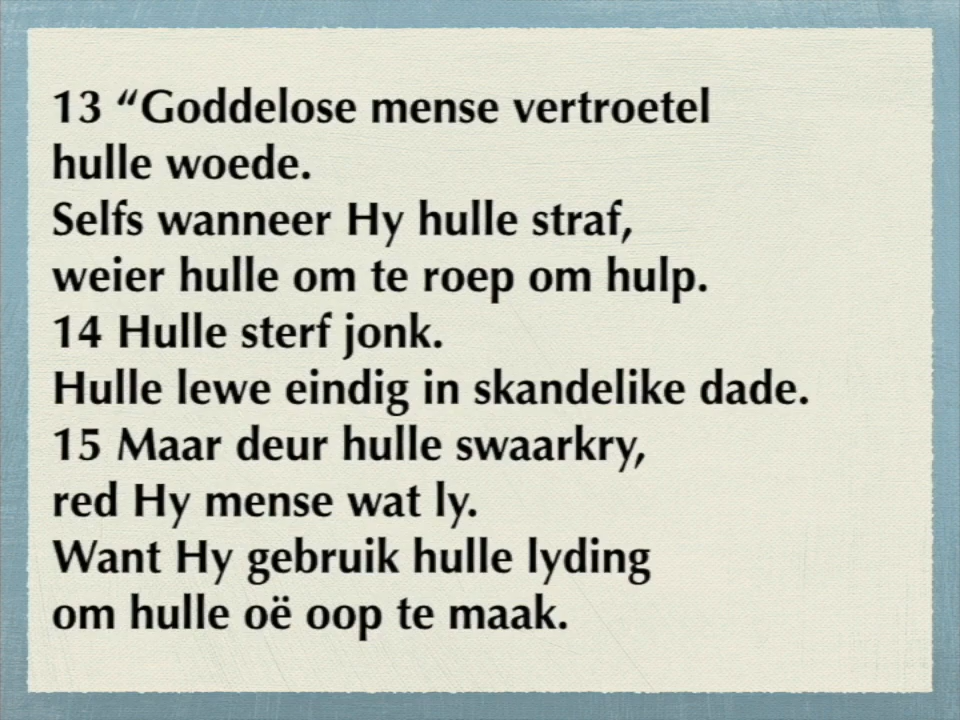 13 “Goddelose mense vertroetel
hulle woede.
Selfs wanneer Hy hulle straf,
weier hulle om te roep om hulp.
14 Hulle sterf jonk.
Hulle lewe eindig in skandelike dade.
15 Maar deur hulle swaarkry,
red Hy mense wat ly.
Want Hy gebruik hulle lyding
om hulle oë oop te maak.